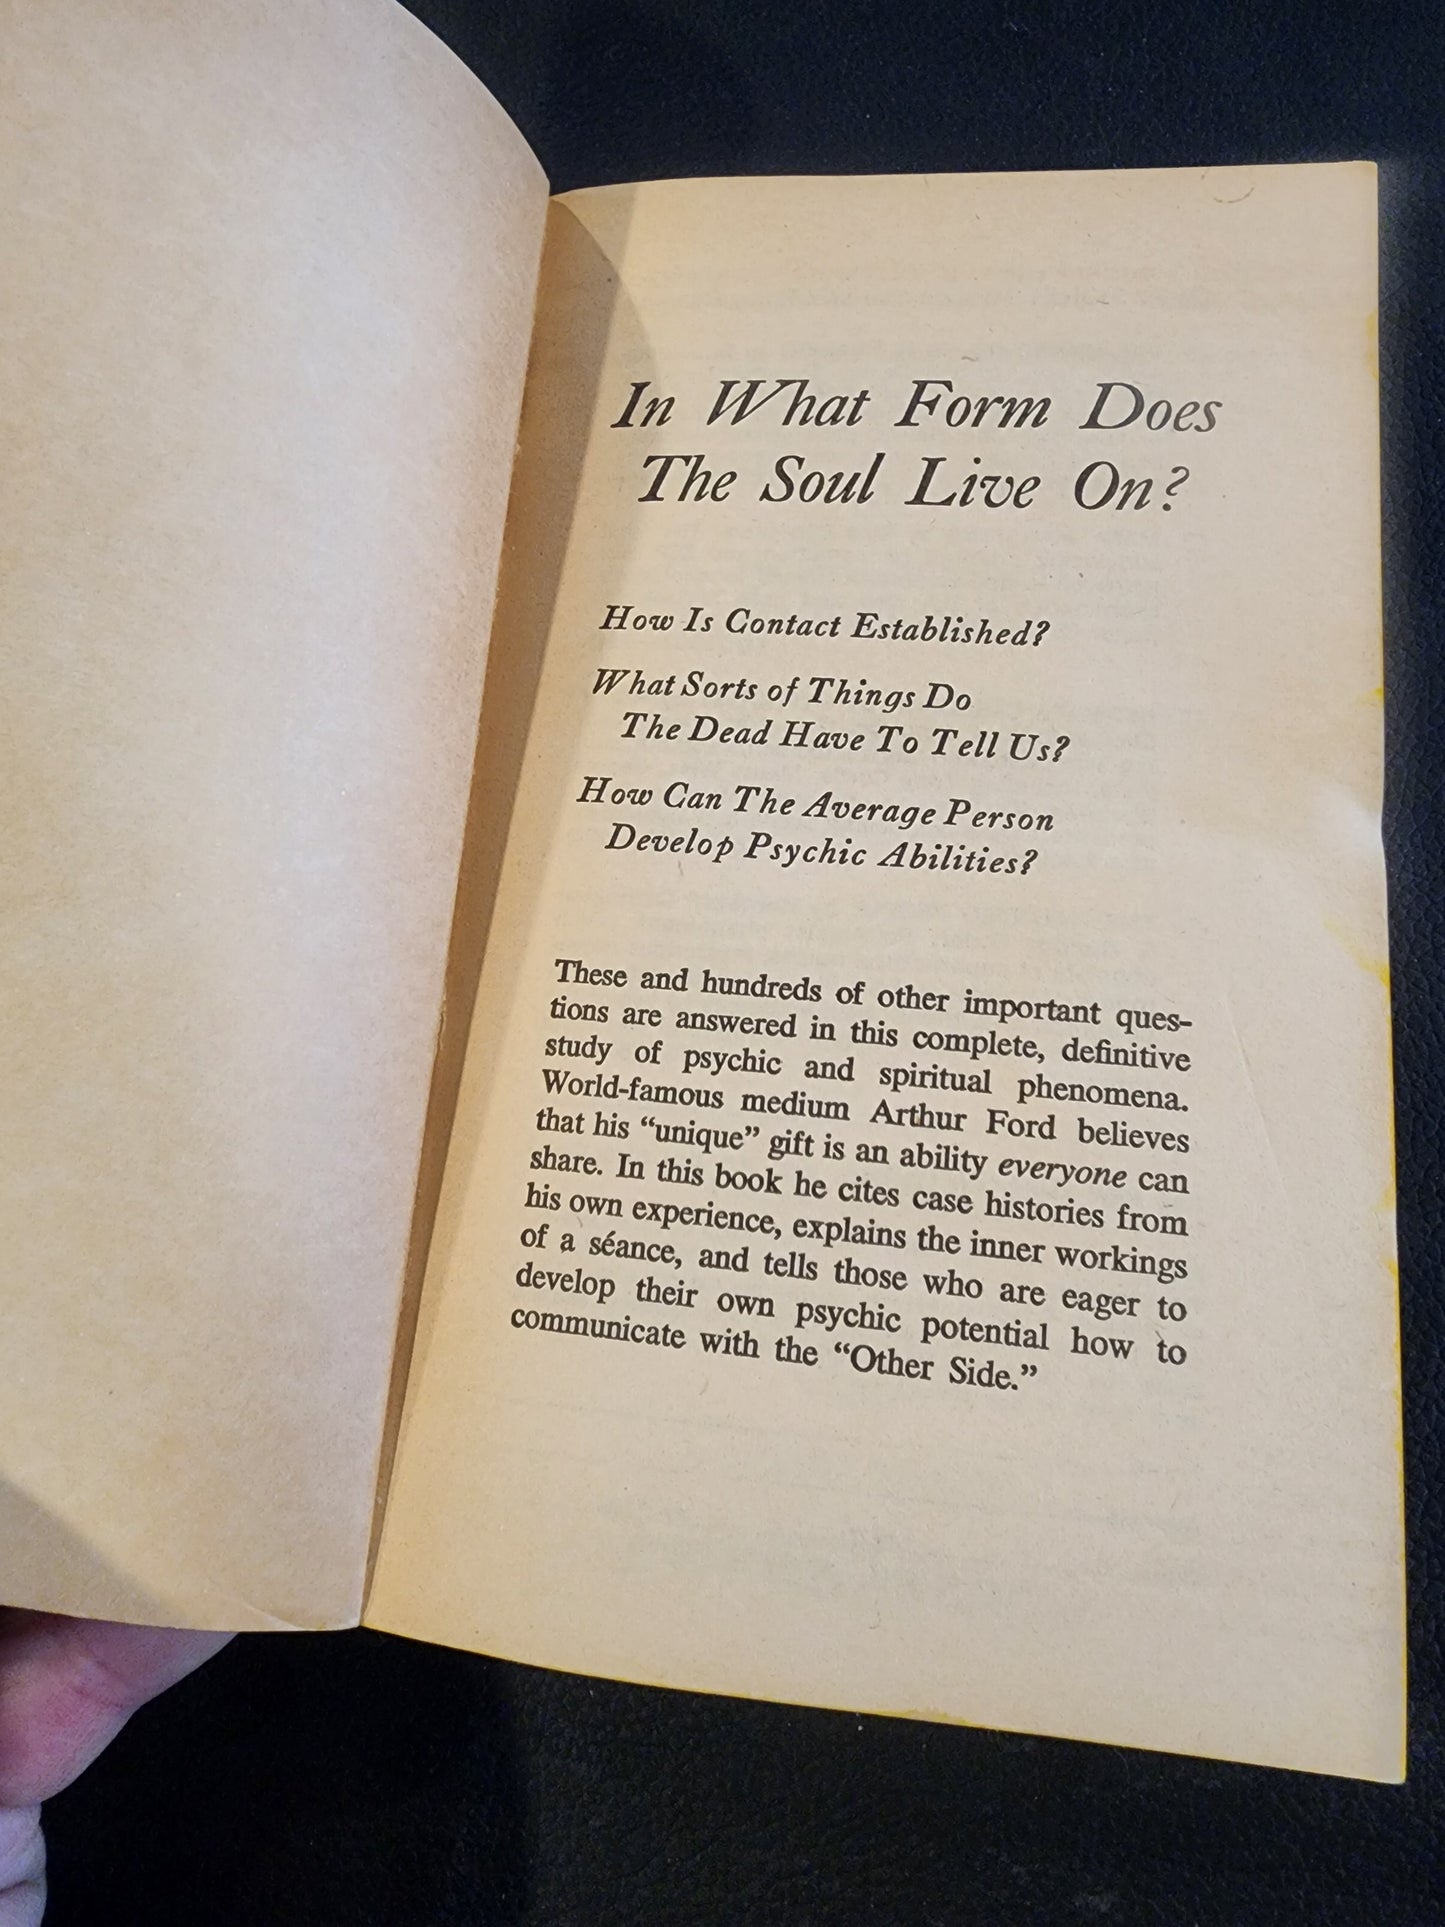 In What Form Does
The Soul Live On?
How Is Contact Established?
What Sorts of Things Do
The Dead Have To Tell Us?
How Can The Average Person
Develop Psychic Abilities?
These and hundreds of other important ques-
tions are answered in this complete, definitive
study of psychic and spiritual phenomena.
World-famous medium Arthur Ford believes
that his “unique” gift is an ability everyone can
share. In this book he cites case histories from
his own experience, explains the inner workings
of a séance, and tells those who are eager to
develop their own psychic potential how to
communicate with the “Other Side.”